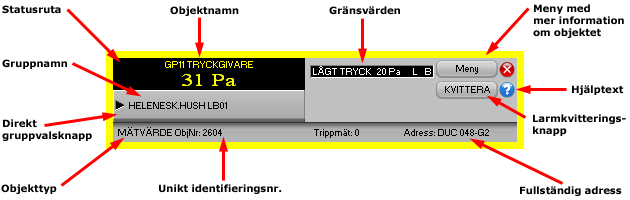 Statusruta
Objektnamn
Gränsvärden
Meny med
mer information
om objektet
Gruppnamn
GP11 TRYCKGIVARE
31 Pa
LÅGT TRYCK 20 Pa L B
Meny
KVITTERA
Hjälptext
HELENESK.HUSH LB01
Direkt
gruppvalsknapp
Larmkvitterings-
knapp
MÄTVÄRDE ObjNr: 2604
Trippmät: 0
Adress: DUC 048-G2
Objekttyp
Unikt identifieringsnr.
Fullständig adress